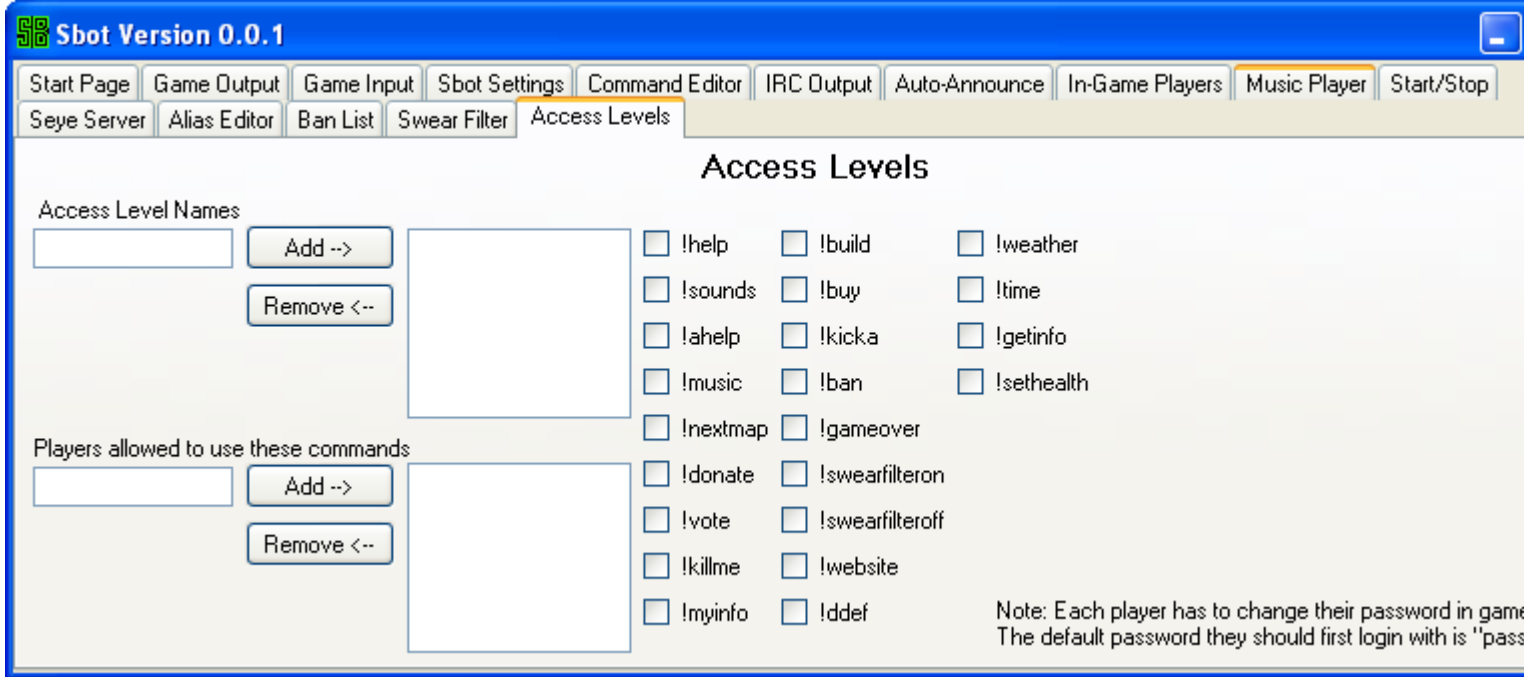 SB Sbot Version 0.0.1
Start Page Game Output Game Input Sbot Settings Command Editor IRC Output Auto-Announce In-Game Players Music Player Start/Stop
Seye Server Alias Editor Ban List Swear Filter Access Levels
Access Levels
Access Level Names
Add -->
Remove <--
Players allowed to use these commands
Add -->
Remove <--
!help
!sounds
!ahelp
!music
!nextmap
!donate
!vote
!killme
!myinfo
!build
!buy
!kicka
!ban
!gameover
!swearfilteron
!swearfilteroff
!website
!ddef
!weather
!time
!getinfo
!sethealth
Note: Each player has to change their password in game
The default password they should first login with is "pass